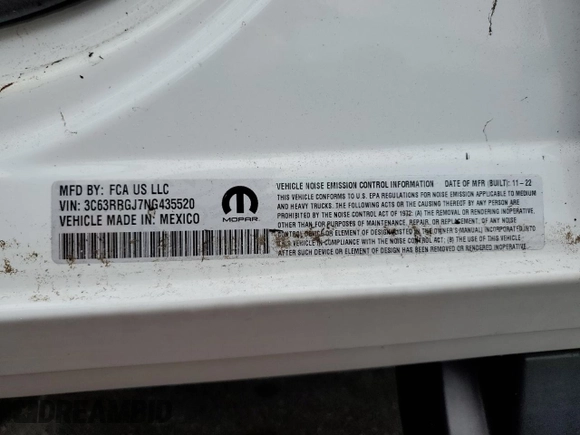 MFD BY: FCA US LLC
VIN: 3C63RRGJ7NG435520
VEHICLE MADE IN: MEXICO
MOPAR
VEHICLE NOISE EMISSION CONTROL INFORMATION DATE OF MFR (BUILT): 11-22
THIS VEHICLE CONFORMS TO U.S. EPA REGULATIONS FOR NOISE EMISSION APPLICABLE TO MEDIUM
AND HEAVY TRUCKS. THE FOLLOWING ACTS OR THE CAUSING THEREOF BY ANY PERSON ARE
PROHIBITED BY THE NOISE CONTROL ACT OF 1972: (A) THE REMOVAL OR RENDERING INOPERATIVE,
OTHER THAN FOR PURPOSES OF MAINTENANCE, REPAIR, OR REPLACEMENT, OF ANY NOISE
CONTROL DEVICE OR ELEMENT OF DESIGN (LISTED IN THE OWNER'S MANUAL) INCORPORATED INTO
THIS VEHICLE IN COMPLIANCE WITH THE NOISE CONTROL ACT; (B) THE USE OF THIS VEHICLE
AFTER SUCH DEVICE OR ELEMENT OF DESIGN HAS BEEN REMOVED OR RENDERED INOPERATIVE.
DREAMBID